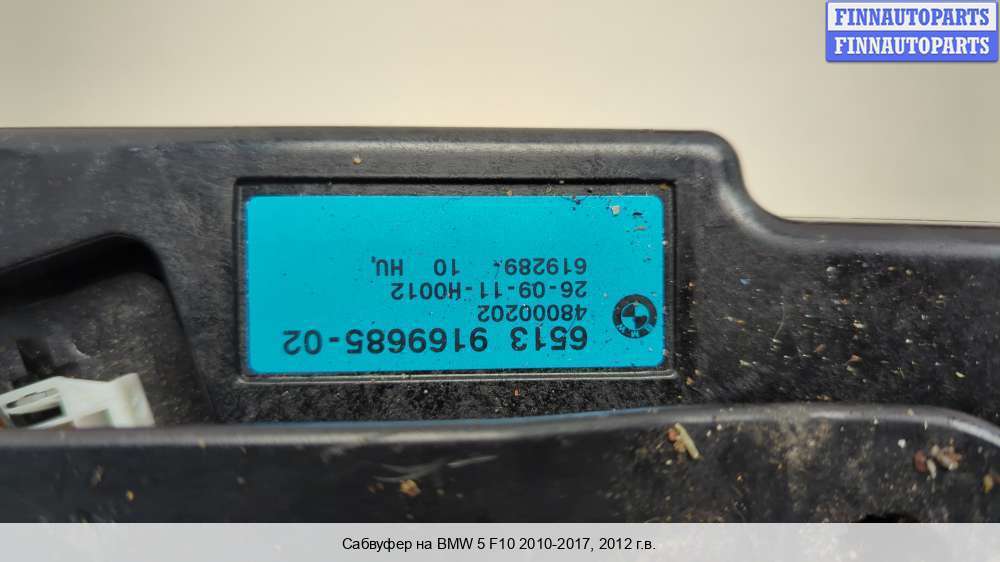 FINNAUTOPARTS
FINNAUTOPARTS
6513 9169685-02
48000202
26-09-11-H0012
619289. 10 HU,
BMW
Сабвуфер на BMW 5 F10 2010-2017, 2012 г.в.